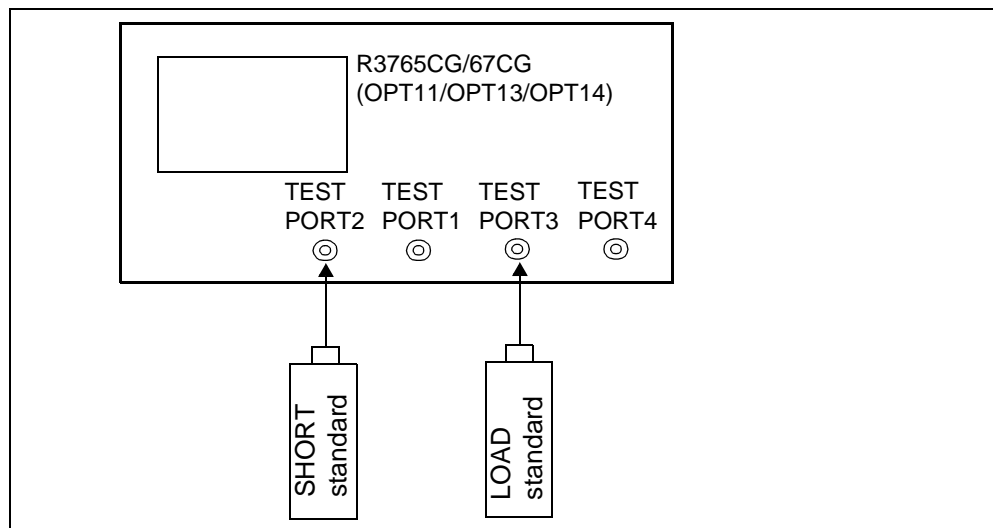 R3765CG/67CG
(OPT11/OPT13/OPT14)
TEST TEST TEST TEST
PORT2 PORT1 PORT3 PORT4
SHORT
standard
LOAD
standard